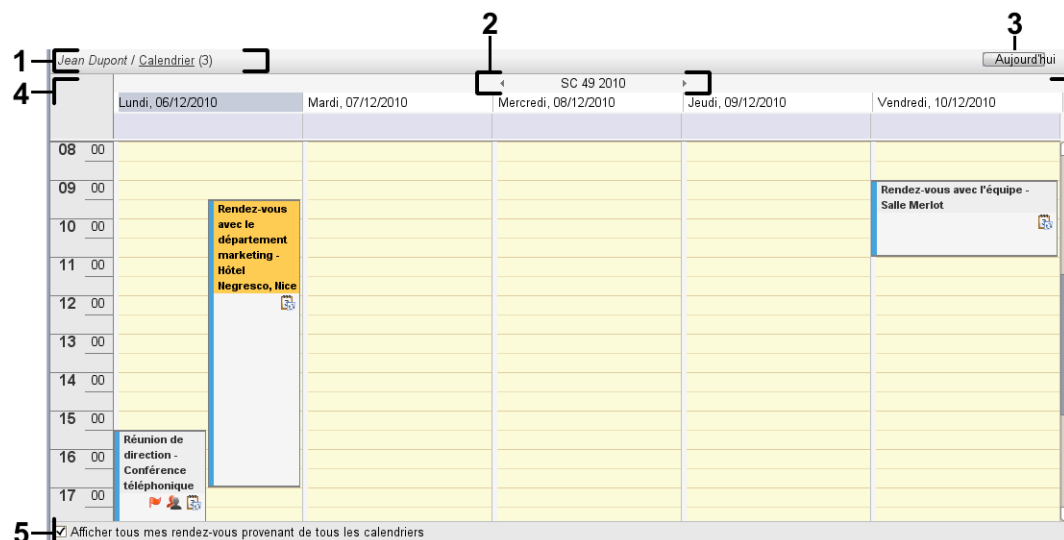 2
3
1
Jean Dupont / Calendrier (3)
Aujourd'hui
4
SC 49 2010
Lundi, 06/12/2010
Mardi, 07/12/2010
Mercredi, 08/12/2010
Jeudi, 09/12/2010
Vendredi, 10/12/2010
08 00
09 00
Rendez-vous avec l'équipe -
Salle Merlot
Rendez-vous
avec le
département
marketing -
Hôtel
Negresco, Nice
10 00
11 00
12 00
13 00
14 00
15 00
Réunion de
direction -
Conférence
téléphonique
16 00
17 00
5
Afficher tous mes rendez-vous provenant de tous les calendriers